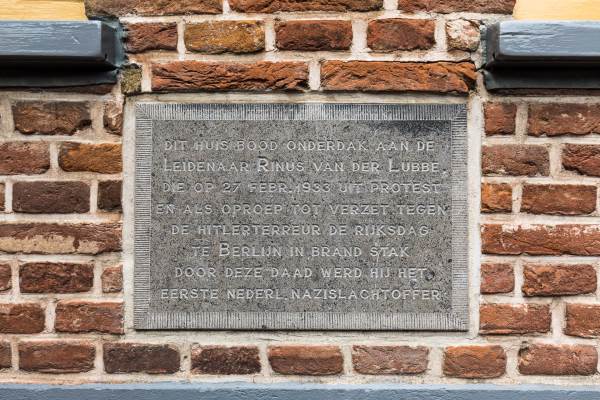 DIT HUIS BOOD ONDERDAK AAN DE
LEIDENAAR RINUS VAN DER LUBBE
DIE OP 27 FEBR. 1933 UIT PROTEST
EN ALS OPROEP TOT VERZET TEGEN
DE HITLERTERREUR DE RIJKSDAG
TE BERLIJN IN BRAND STAK
DOOR DEZE DAAD WERD HIJ HET
EERSTE NEDERL. NAZISLACHTOFFER